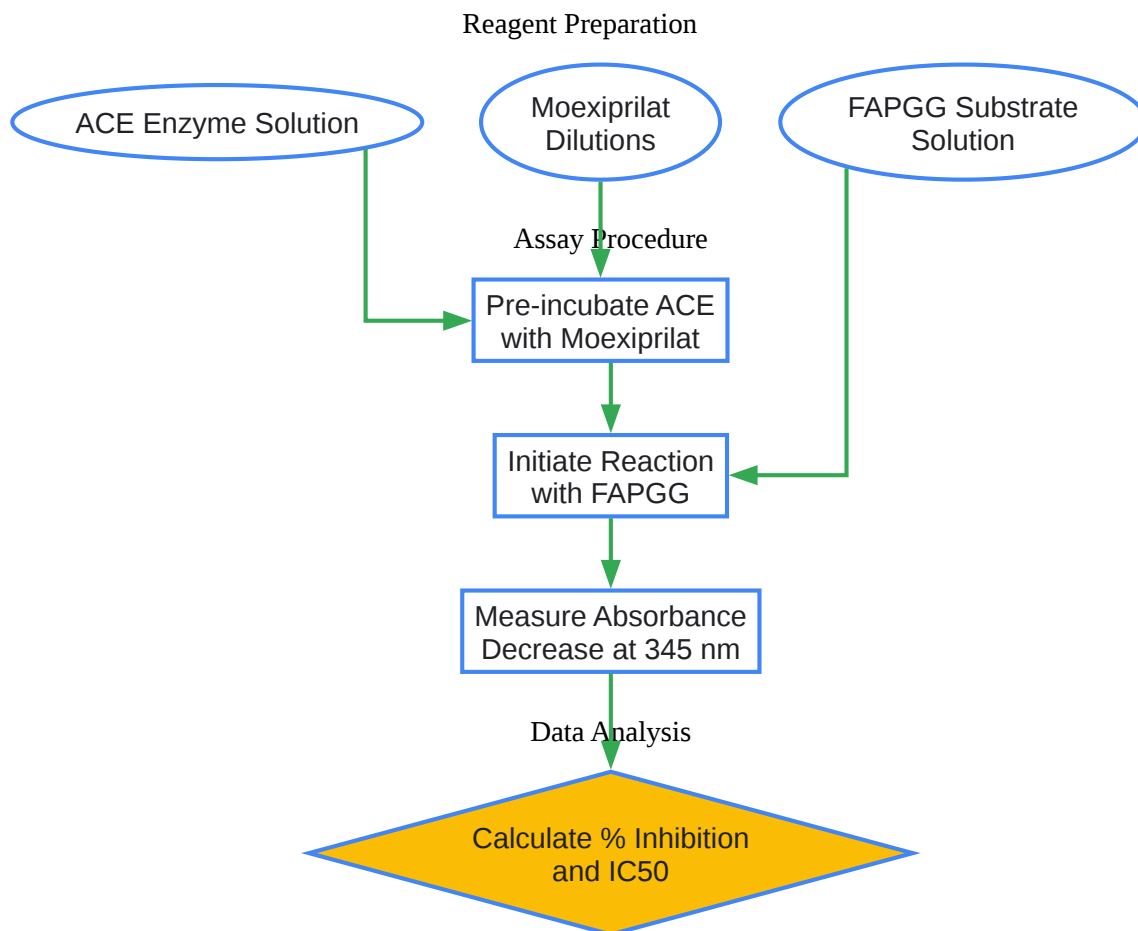 Reagent Preparation
ACE Enzyme Solution
Moexiprilat
Dilutions
FAPGG Substrate
Solution
Assay Procedure
Pre-incubate ACE
with Moexiprilat
Initiate Reaction
with FAPGG
Measure Absorbance
Decrease at 345 nm
Data Analysis
Calculate % Inhibition
and IC50